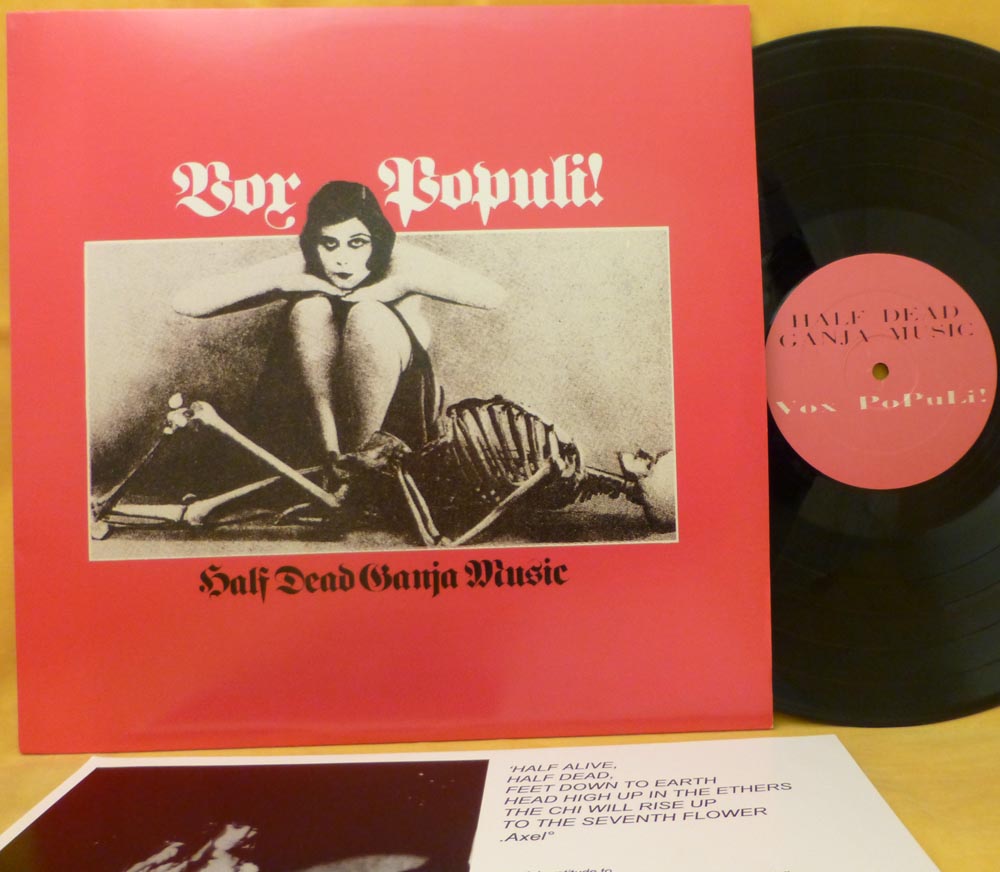 Vox Populi!
Half Dead Ganja Music
HALF DEAD
GANJA MUSIC
Vox PoPuLi!
'HALF ALIVE,
HALF DEAD,
FEET DOWN TO EARTH
HEAD HIGH UP IN THE ETHERS
THE CHI WILL RISE UP
TO THE SEVENTH FLOWER
.Axel°